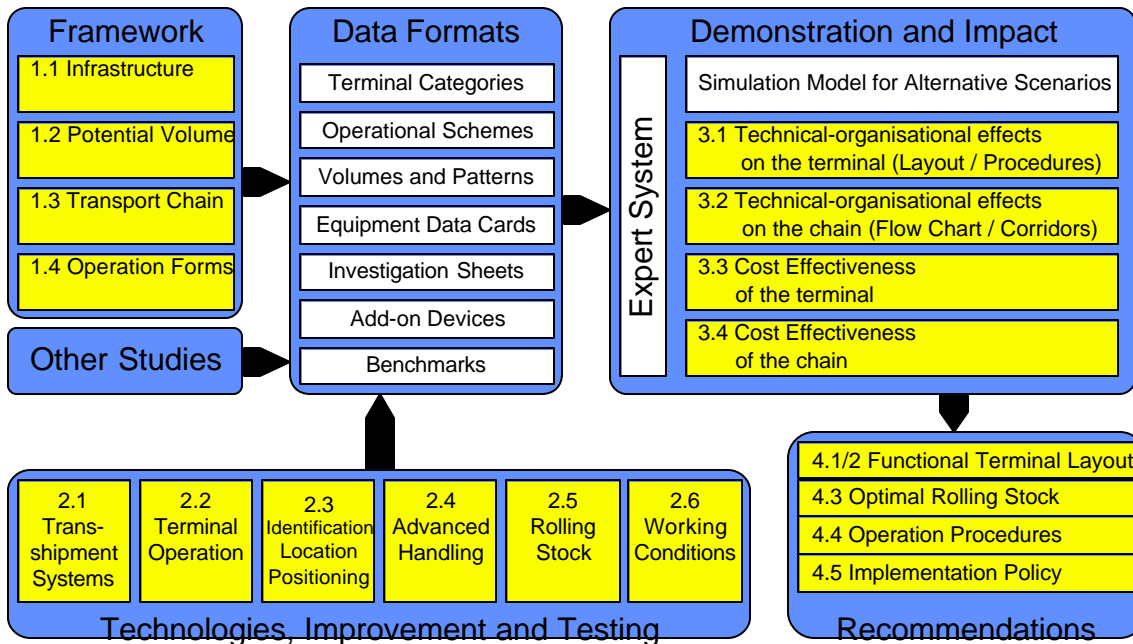 Framework
1.1 Infrastructure
1.2 Potential Volume
1.3 Transport Chain
1.4 Operation Forms
Other Studies
Data Formats
Terminal Categories
Operational Schemes
Volumes and Patterns
Equipment Data Cards
Investigation Sheets
Add-on Devices
Benchmarks
Demonstration and Impact
Expert System
Simulation Model for Alternative Scenarios
3.1 Technical-organisational effects
on the terminal (Layout / Procedures)
3.2 Technical-organisational effects
on the chain (Flow Chart / Corridors)
3.3 Cost Effectiveness
of the terminal
3.4 Cost Effectiveness
of the chain
2.1
Trans-
shipment
Systems
2.2
Terminal
Operation
2.3
Identification
Location
Positioning
2.4
Advanced
Handling
2.5
Rolling
Stock
2.6
Working
Conditions
Technologies, Improvement and Testing
4.1/2 Functional Terminal Layout
4.3 Optimal Rolling Stock
4.4 Operation Procedures
4.5 Implementation Policy
Recommendations